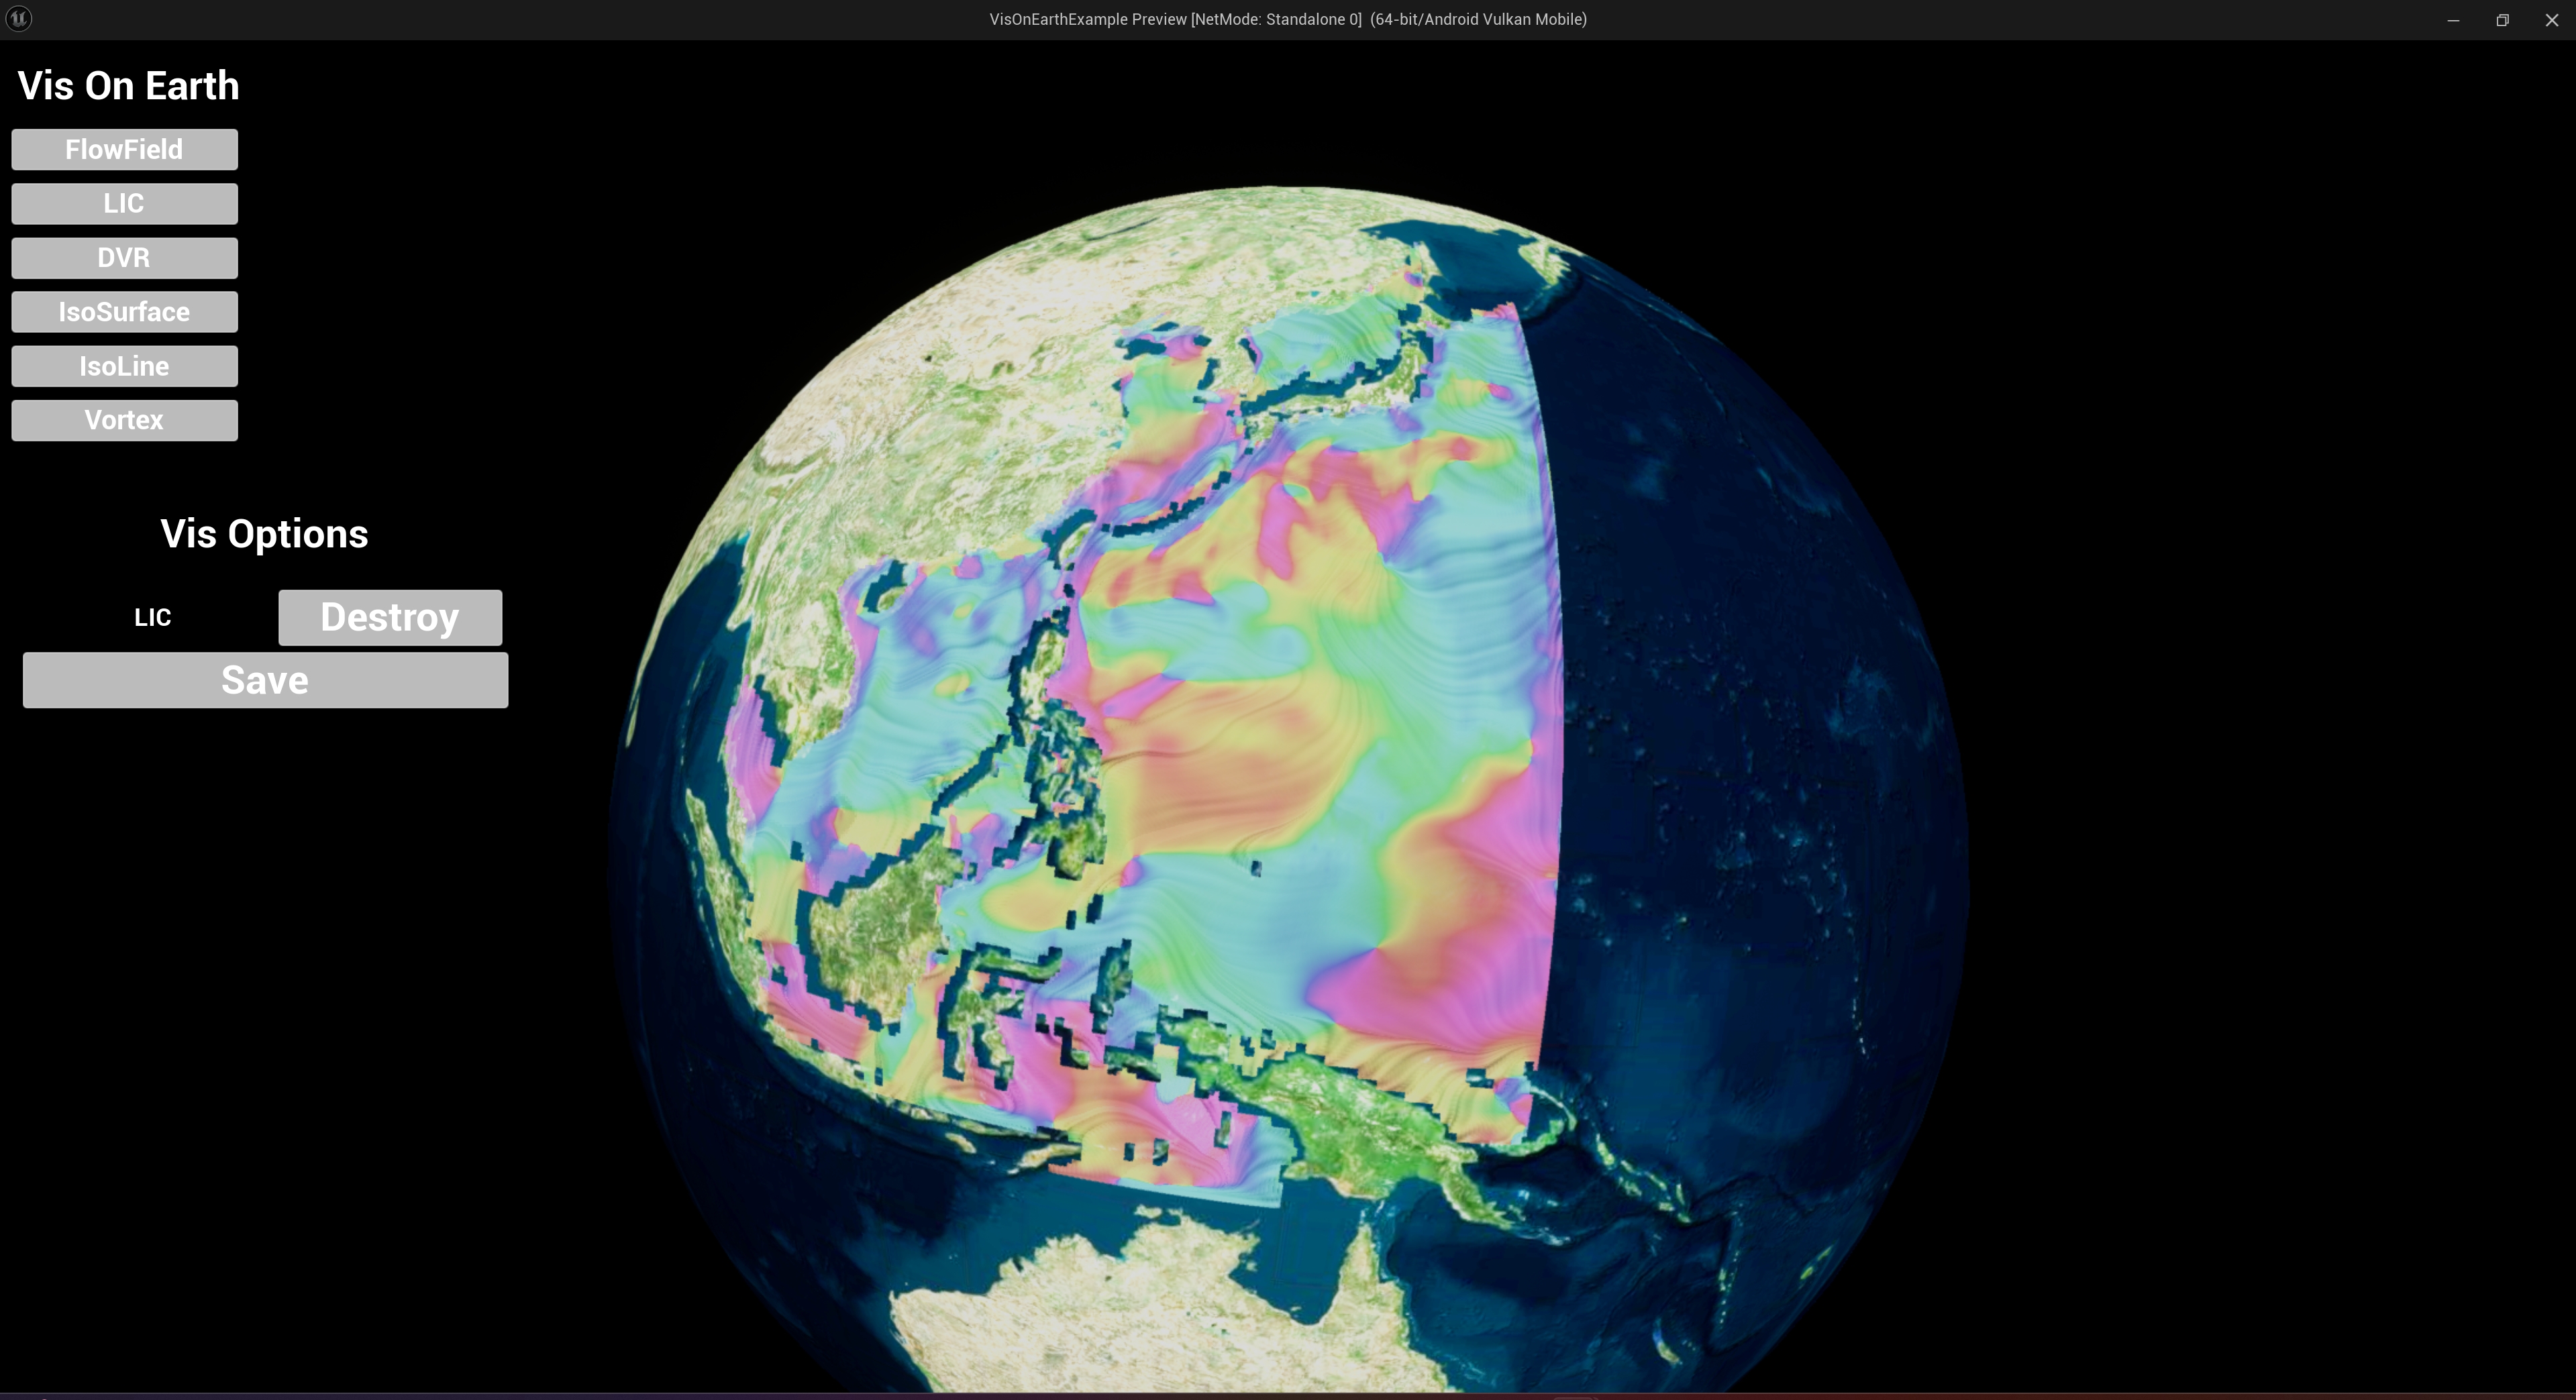 VisOnEarthExample Preview [NetMode: Standalone 0]  (64-bit/Android Vulkan Mobile)
Vis On Earth
FlowField
LIC
DVR
IsoSurface
IsoLine
Vortex
Vis Options
LIC
Destroy
Save